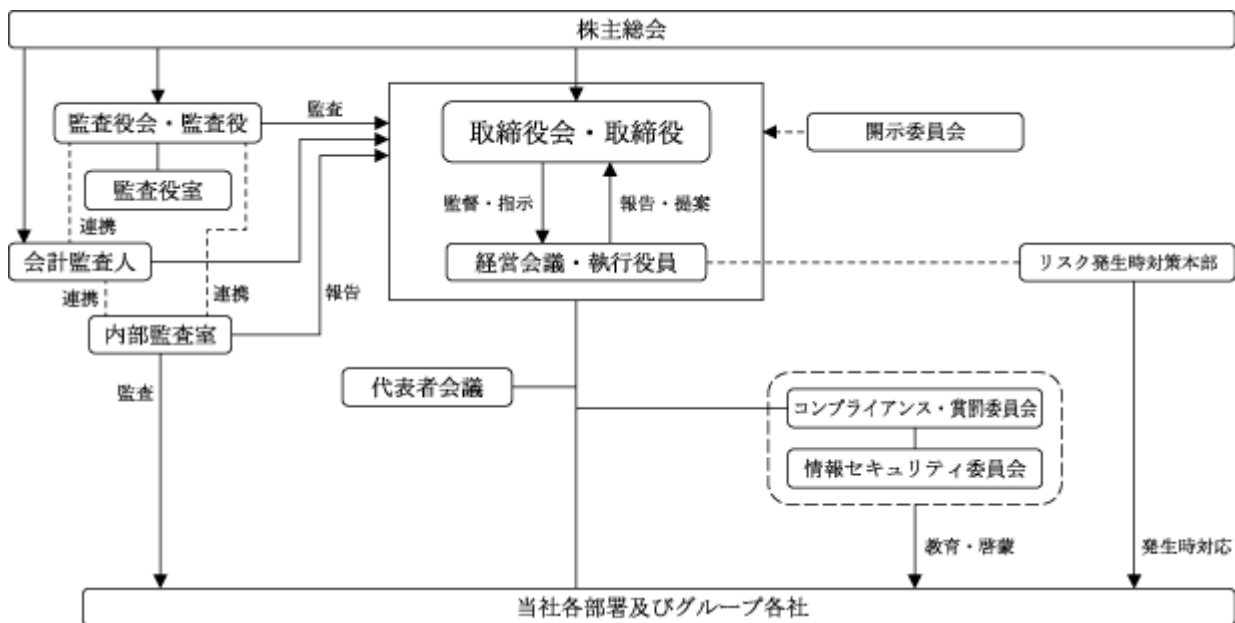 株主総会
監査役会・監査役
監査
取締役会・取締役
開示委員会
監査役室
監督・指示
報告・提案
連携
会計監査人
経営会議・執行役員
リスク発生時対策本部
連携
連携
報告
内部監査室
代表者会議
監査
コンプライアンス・賞罰委員会
情報セキュリティ委員会
教育・啓蒙
発生時対応
当社各部署及びグループ各社